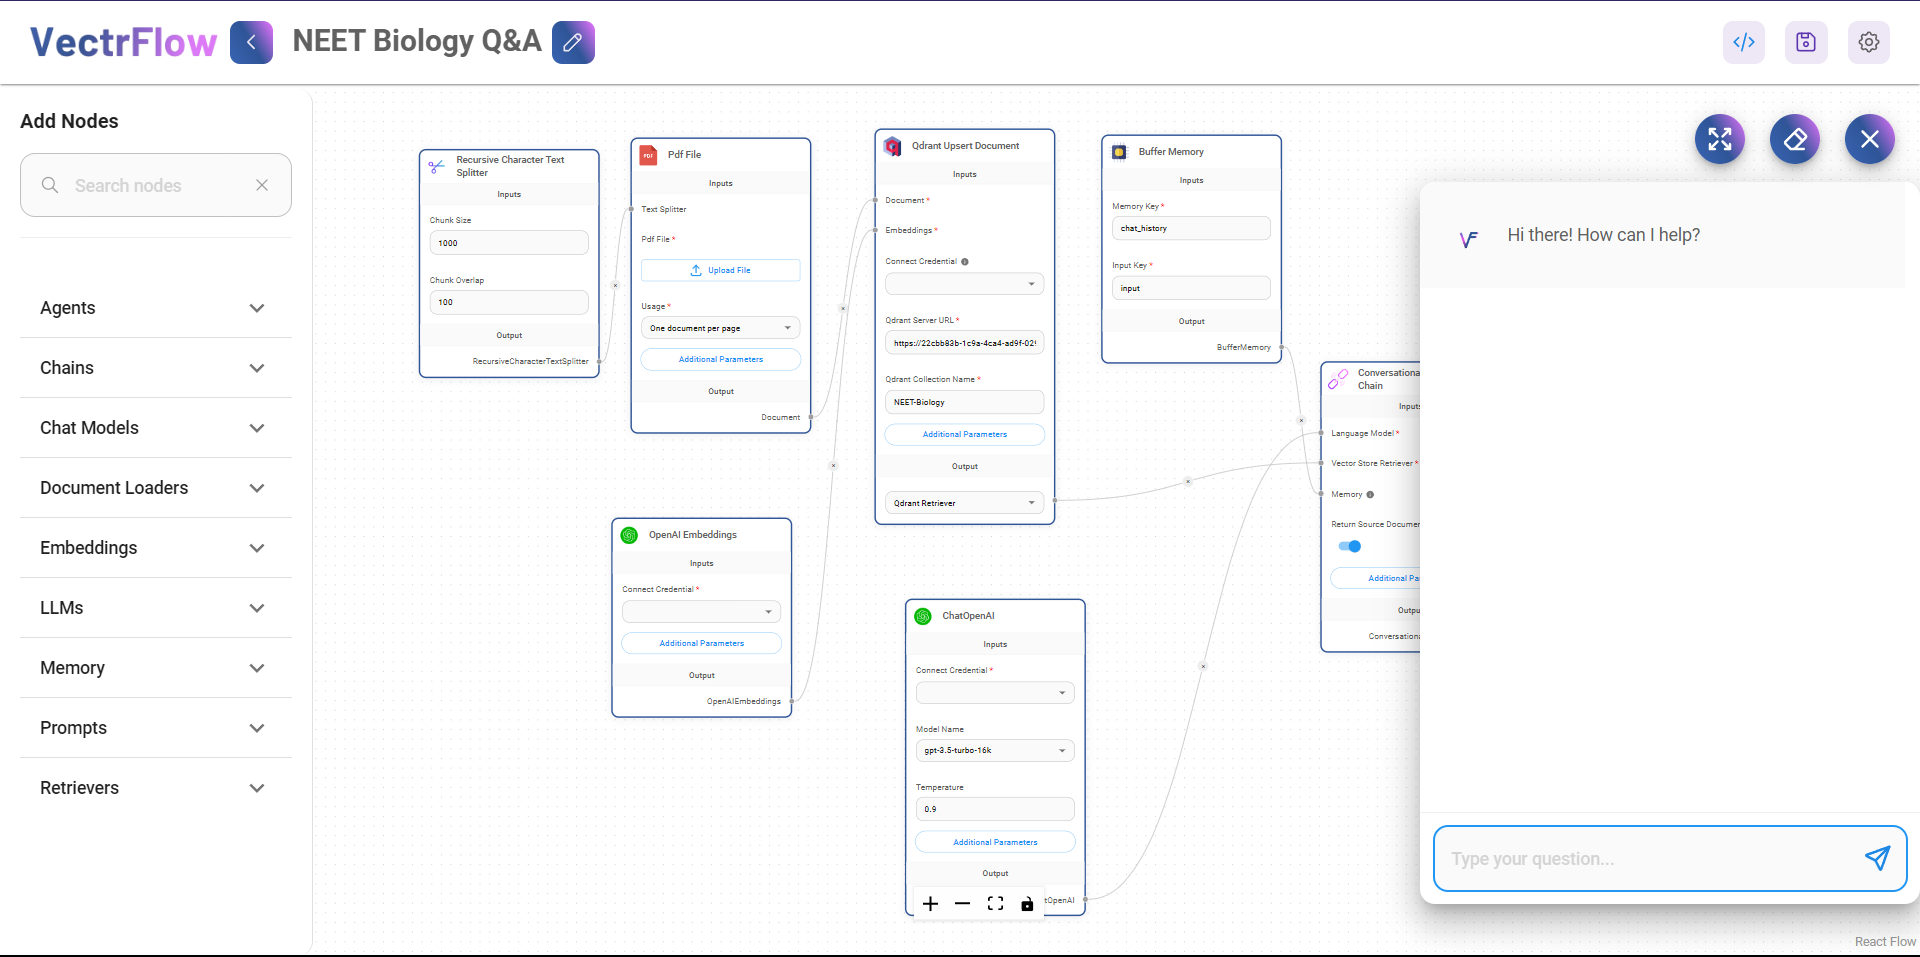 VectrFlow
NEET Biology Q&A
Add Nodes
Search nodes
Agents
Chains
Chat Models
Document Loaders
Embeddings
LLMs
Memory
Prompts
Retrievers
Recursive Character Text
Splitter
Inputs
Chunk Size
1000
Chunk Overlap
100
Output
RecursiveCharacterTextSplitter
PDF
Pdf File
Inputs
Text Splitter
Pdf File *
Upload File
Usage *
One document per page
Additional Parameters
Output
Document
OpenAI Embeddings
Inputs
Connect Credential *
Additional Parameters
Output
OpenAIEmbeddings
Qdrant Upsert Document
Inputs
Document *
Embeddings *
Connect Credential
Qdrant Server URL *
https://22cbb83b-1c9a-4ca4-ad9f-02
Qdrant Collection Name *
NEET-Biology
Additional Parameters
Output
Qdrant Retriever
ChatOpenAI
Inputs
Connect Credential *
Model Name
gpt-3.5-turbo-16k
Temperature
0.9
Additional Parameters
Output
tOpenAI
Buffer Memory
Inputs
Memory Key *
chat_history
Input Key *
input
Output
BufferMemory
Conversationa
Chain
Inputs
Language Model *
Vector Store Retriever *
Memory
Return Source Documen
Additional Pa
Outpu
Conversationa
VF
Hi there! How can I help?
Type your question...
React Flow